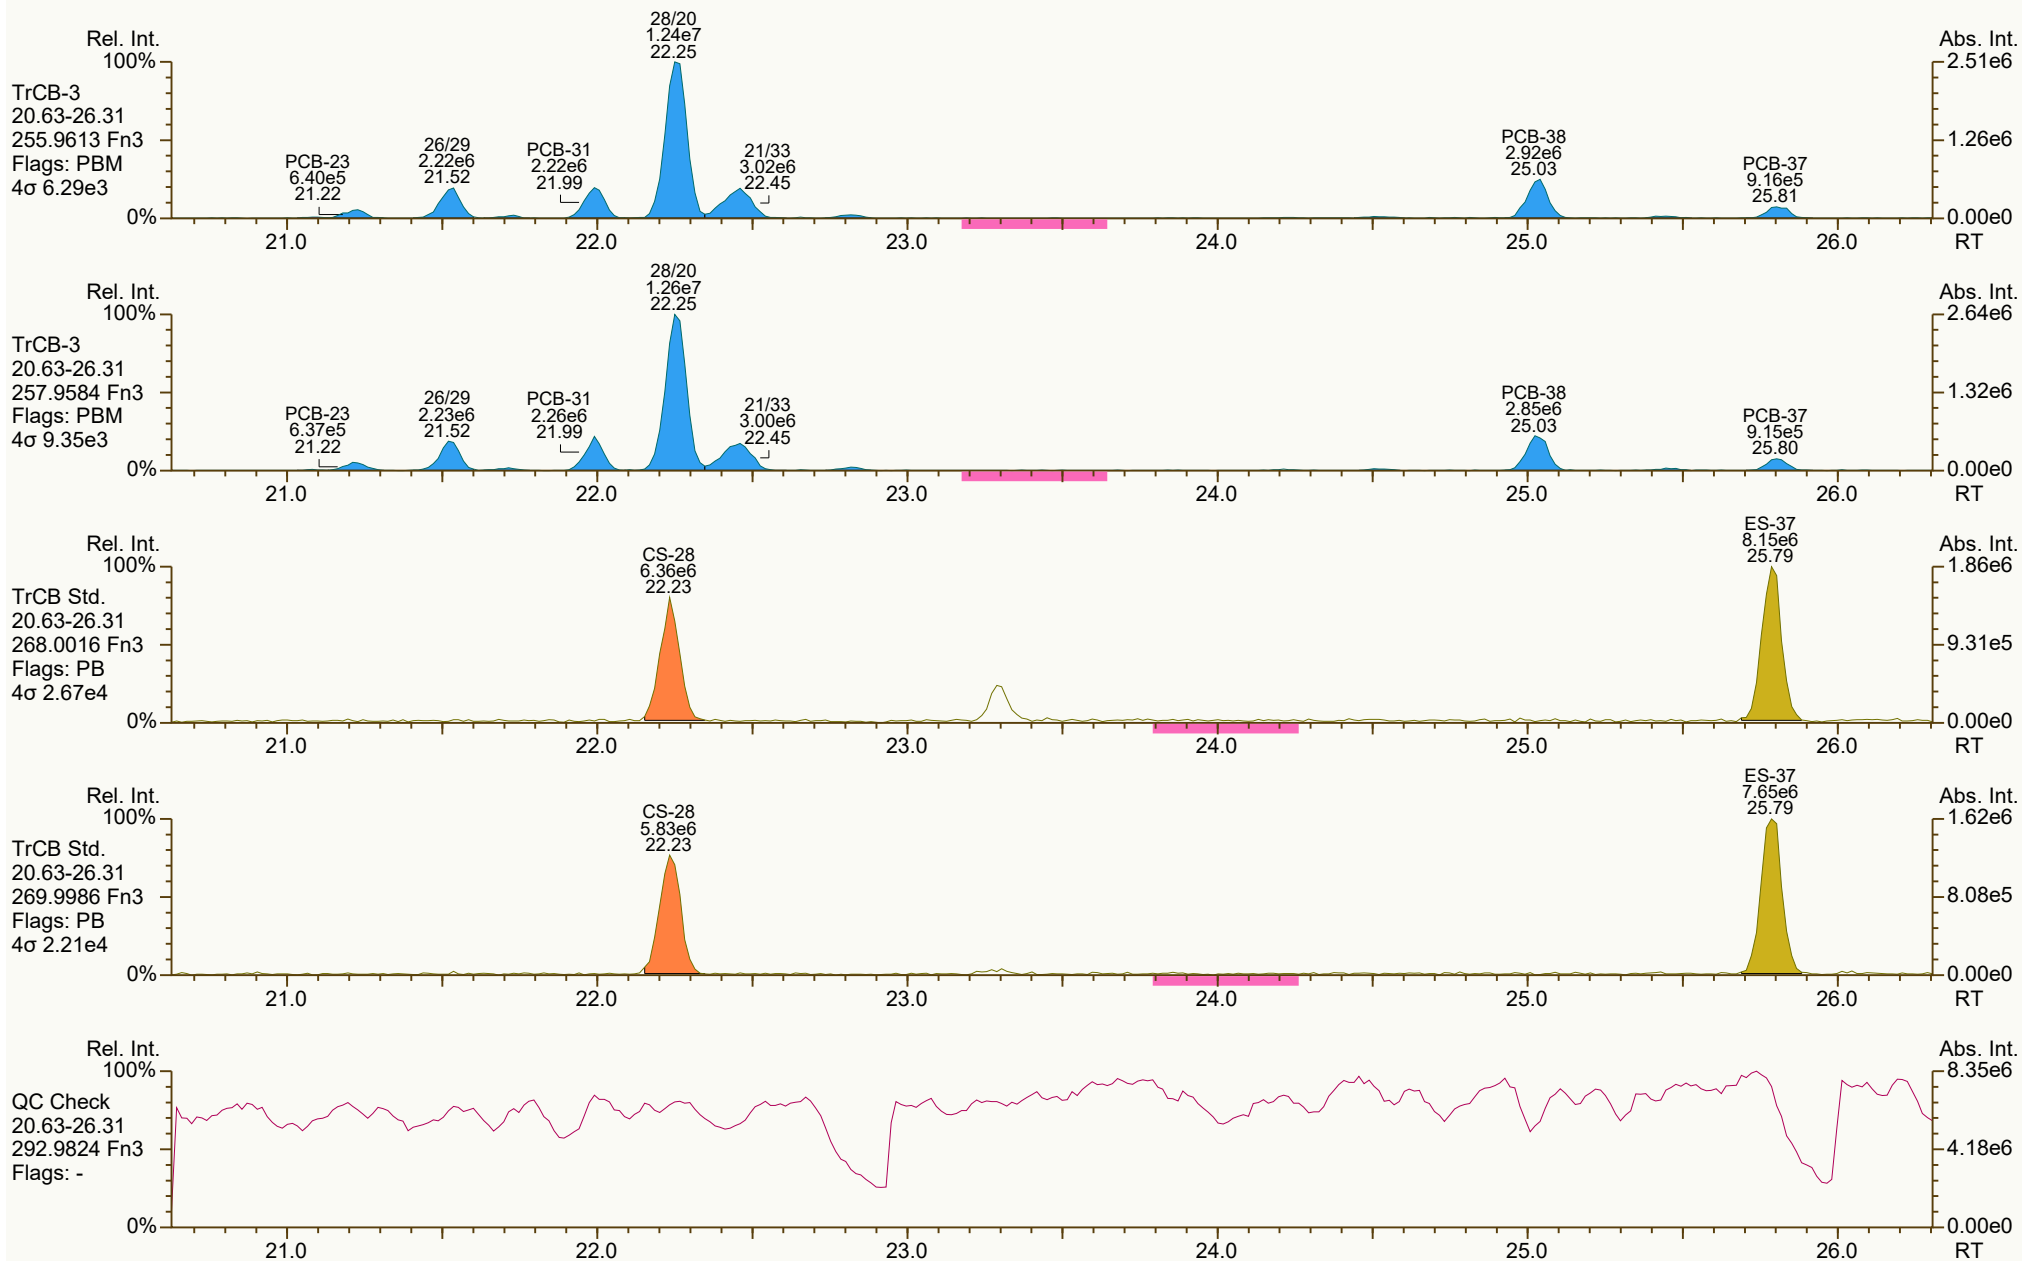 Rel. Int.
100%
0%
TrCB-3
20.63-26.31
255.9613 Fn3
Flags: PBM
4σ 6.29e3
PCB-23
6.40e5
21.22
26/29
2.22e6
21.52
PCB-31
2.22e6
21.99
28/20
1.24e7
22.25
21/33
3.02e6
22.45
PCB-38
2.92e6
25.03
PCB-37
9.16e5
25.81
Abs. Int.
2.51e6
1.26e6
0.00e0
21.0 22.0 23.0 24.0 25.0 26.0 RT
Rel. Int.
100%
0%
TrCB-3
20.63-26.31
257.9584 Fn3
Flags: PBM
4σ 9.35e3
PCB-23
6.37e5
21.22
26/29
2.23e6
21.52
PCB-31
2.26e6
21.99
28/20
1.26e7
22.25
21/33
3.00e6
22.45
PCB-38
2.85e6
25.03
PCB-37
9.15e5
25.80
Abs. Int.
2.64e6
1.32e6
0.00e0
21.0 22.0 23.0 24.0 25.0 26.0 RT
Rel. Int.
100%
0%
TrCB Std.
20.63-26.31
268.0016 Fn3
Flags: PB
4σ 2.67e4
CS-28
6.36e6
22.23
ES-37
8.15e6
25.79
Abs. Int.
1.86e6
9.31e5
0.00e0
21.0 22.0 23.0 24.0 25.0 26.0 RT
Rel. Int.
100%
0%
TrCB Std.
20.63-26.31
269.9986 Fn3
Flags: PB
4σ 2.21e4
CS-28
5.83e6
22.23
ES-37
7.65e6
25.79
Abs. Int.
1.62e6
8.08e5
0.00e0
21.0 22.0 23.0 24.0 25.0 26.0 RT
Rel. Int.
100%
0%
QC Check
20.63-26.31
292.9824 Fn3
Flags: -
Abs. Int.
8.35e6
4.18e6
0.00e0
21.0 22.0 23.0 24.0 25.0 26.0 RT